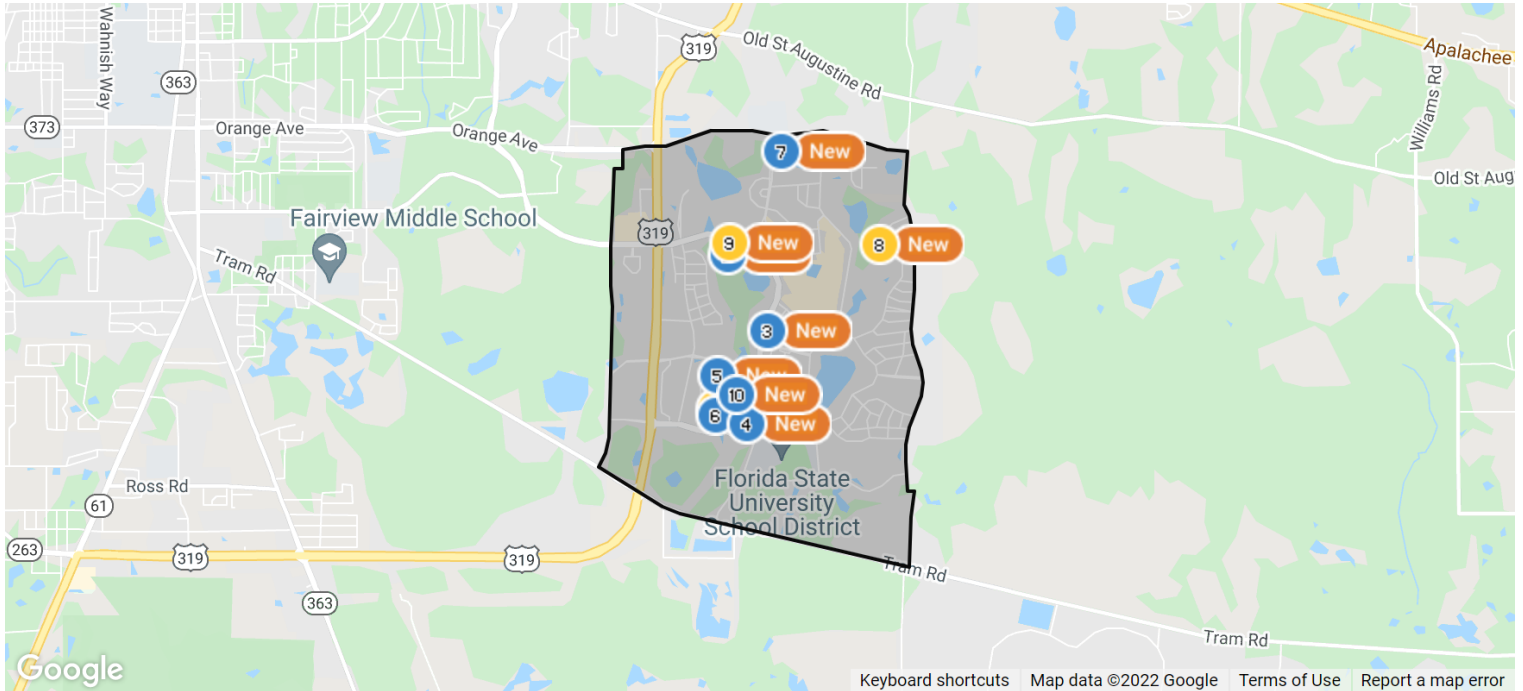 Wahnish Way
319
Old St Augustine Rd
Apalachee
363
Williams Rd
373
Orange Ave
Orange Ave
7 New
Old St Aug
Fairview Middle School
319
9 New
8 New
Tram Rd
3 New
5 New
10 New
6
4 New
Florida State
University
School District
Ross Rd
61
263
319
319
Tram Rd
363
Tram Rd
Google
Keyboard shortcuts
Map data ©2022 Google
Terms of Use
Report a map error